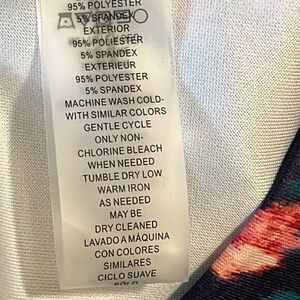 95% POLYESTER
5% SPANDEX
EXTERIOR
95% POLIESTER
5% SPANDEX
EXTERIEUR
95% POLYESTER
5% SPANDEX
MACHINE WASH COLD-
WITH SIMILAR COLORS
GENTLE CYCLE
ONLY NON-
CHLORINE BLEACH
WHEN NEEDED
TUMBLE DRY LOW
WARM IRON
AS NEEDED
MAY BE
DRY CLEANED
LAVADO A MÁQUINA
CON COLORES
SIMILARES
CICLO SUAVE
SOLO